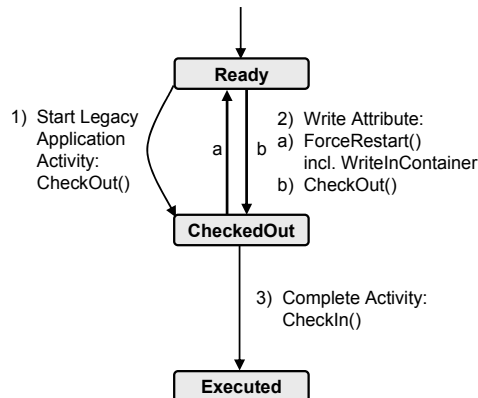 Ready
1) Start Legacy
Application
Activity:
CheckOut()
a
b
2) Write Attribute:
a) ForceRestart()
incl. WriteInContainer
b) CheckOut()
CheckedOut
3) Complete Activity:
CheckIn()
Executed